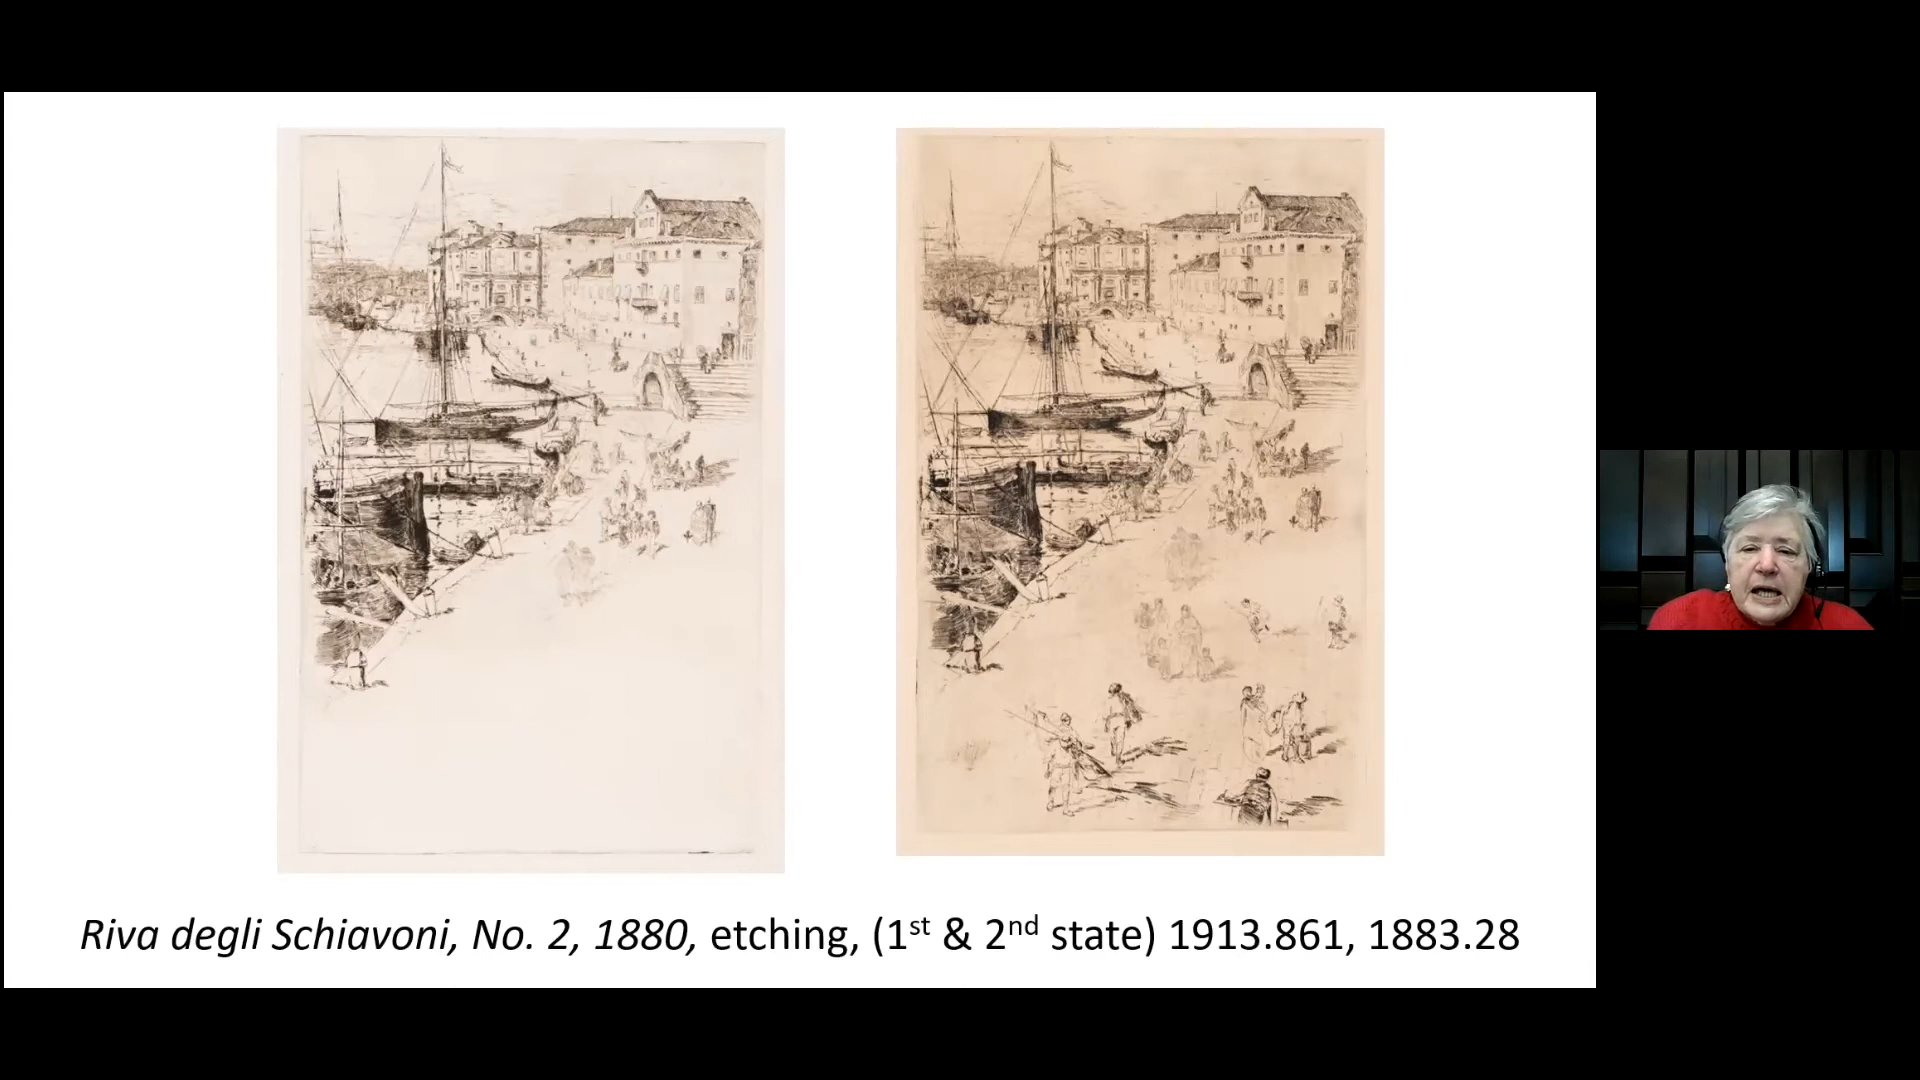 Riva degli Schiavoni, No. 2, 1880, etching, (1st & 2nd state) 1913.861, 1883.28